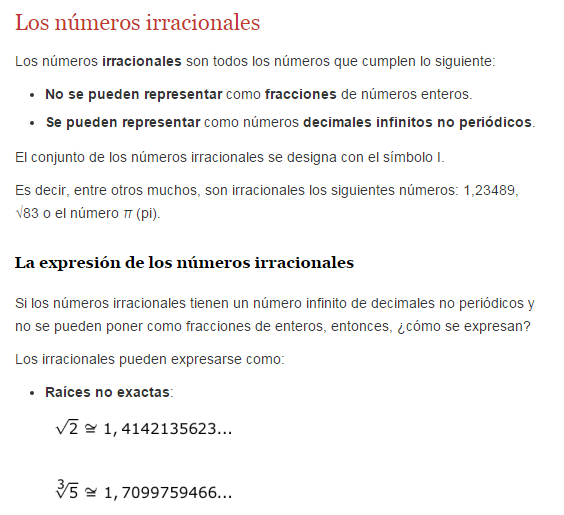 Los números irracionales
Los números irracionales son todos los números que cumplen lo siguiente:
• No se pueden representar como fracciones de números enteros.
• Se pueden representar como números decimales infinitos no periódicos.
El conjunto de los números irracionales se designa con el símbolo I.
Es decir, entre otros muchos, son irracionales los siguientes números: 1,23489,
√83 o el número π (pi).
La expresión de los números irracionales
Si los números irracionales tienen un número infinito de decimales no periódicos y
no se pueden poner como fracciones de enteros, entonces, ¿cómo se expresan?
Los irracionales pueden expresarse como:
• Raíces no exactas:
√2 ≅ 1,4142135623...
∛5 ≅ 1,7099759466...